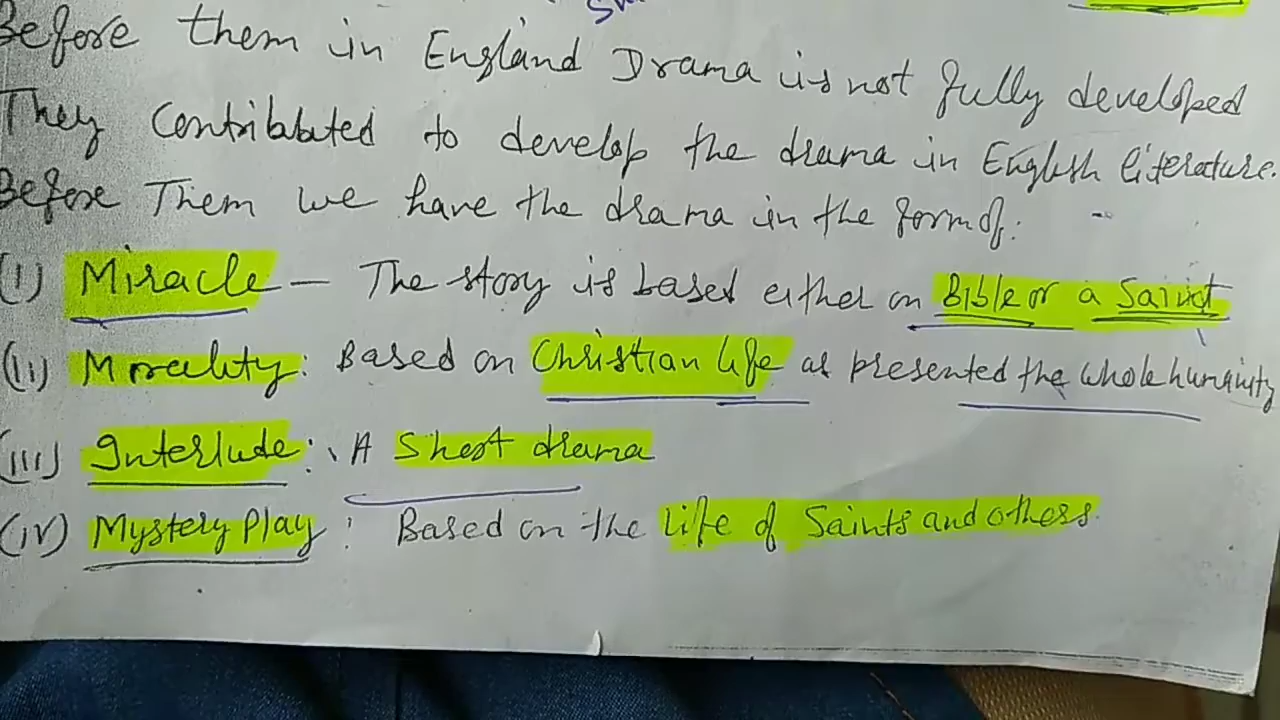 Before them in England Drama is not fully developed
They contribbuted to develop the drama in English literature.
Before Them we have the drama in the form of:
(i) Miracle – The story is based either on Bible or a Saint
(ii) Morality: Based on Christian life as presented the whole humanity
(iii) Interlude: A Short drama
(iv) Mystery Play: Based on the life of Saints and others.